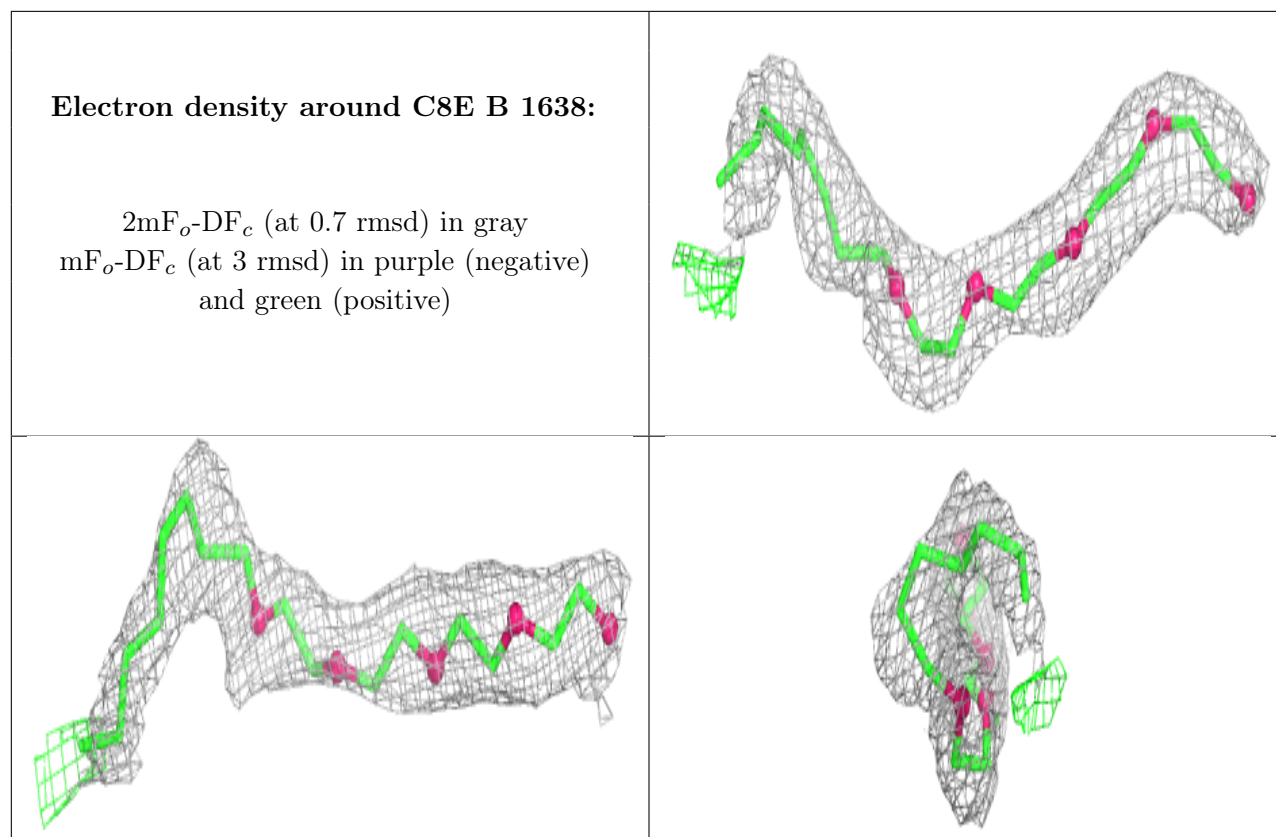 Electron density around C8E B 1638:
2mFo-DFc (at 0.7 rmsd) in gray
mFo-DFc (at 3 rmsd) in purple (negative)
and green (positive)